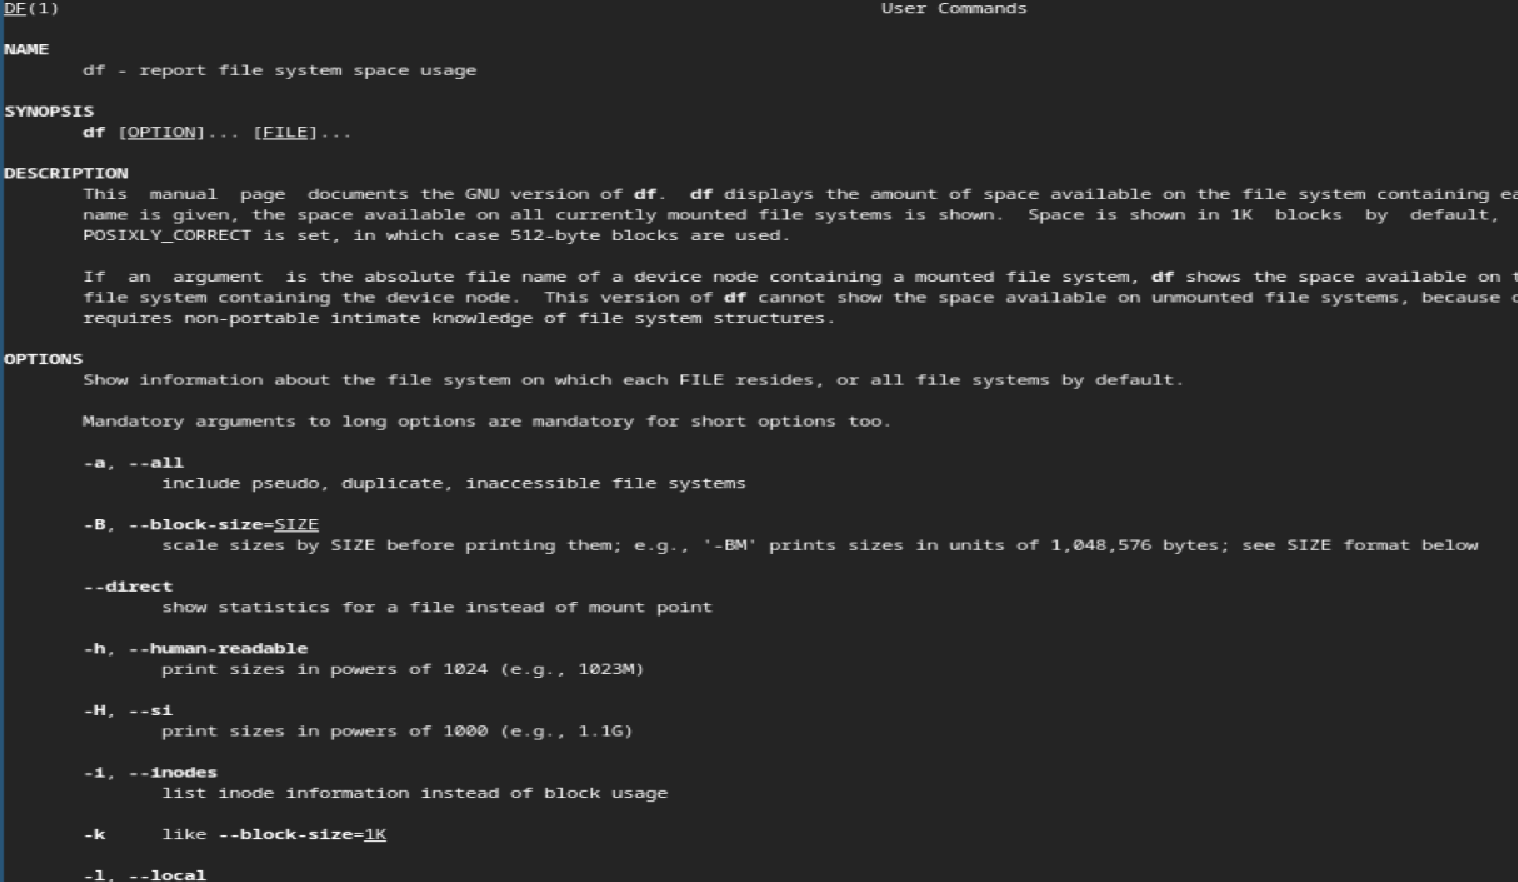 DF(1) User Commands
NAME
df - report file system space usage
SYNOPSIS
df [OPTION]... [FILE]...
DESCRIPTION
This manual page documents the GNU version of df. df displays the amount of space available on the file system containing
name is given, the space available on all currently mounted file systems is shown. Space is shown in 1K blocks by default,
POSIXLY_CORRECT is set, in which case 512-byte blocks are used.
If an argument is the absolute file name of a device node containing a mounted file system, df shows the space available on
file system containing the device node. This version of df cannot show the space available on unmounted file systems, because
requires non-portable intimate knowledge of file system structures.
OPTIONS
Show information about the file system on which each FILE resides, or all file systems by default.
Mandatory arguments to long options are mandatory for short options too.
-a, --all
include pseudo, duplicate, inaccessible file systems
-B, --block-size=SIZE
scale sizes by SIZE before printing them; e.g., '-BM' prints sizes in units of 1,048,576 bytes; see SIZE format below
--direct
show statistics for a file instead of mount point
-h, --human-readable
print sizes in powers of 1024 (e.g., 1023M)
-H, --si
print sizes in powers of 1000 (e.g., 1.1G)
-i, --inodes
list inode information instead of block usage
-k like --block-size=1K
-l, --local